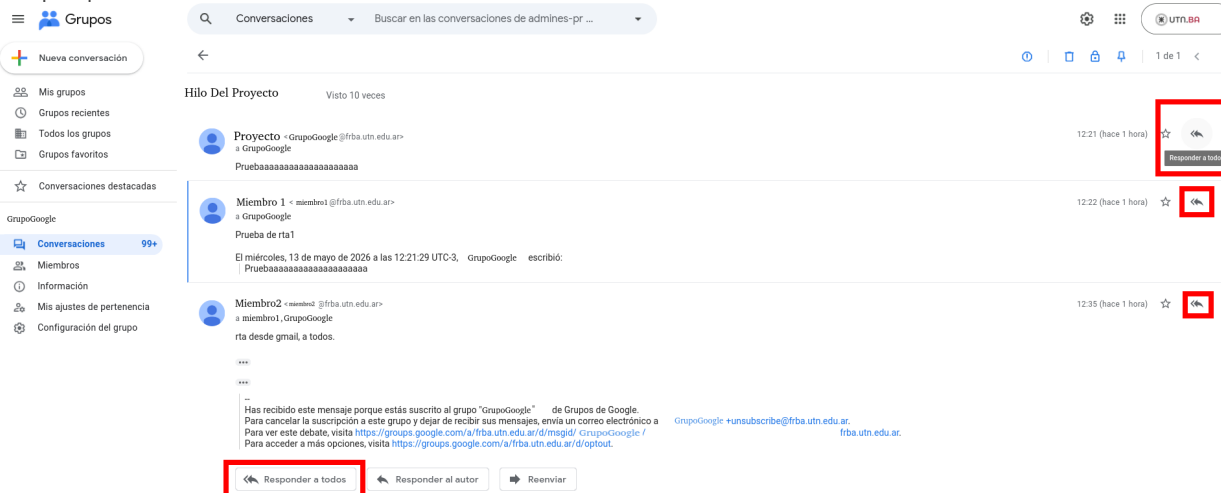 Grupos
Conversaciones
Buscar en las conversaciones de admines-pr ...
UTN.BA
Nueva conversación
1 de 1
Mis grupos
Grupos recientes
Todos los grupos
Grupos favoritos
Conversaciones destacadas
GrupoGoogle
Conversaciones 99+
Miembros
Información
Mis ajustes de pertenencia
Configuración del grupo
Hilo Del Proyecto
Visto 10 veces
Proyecto <GrupoGoogle@frba.utn.edu.ar>
12:21 (hace 1 hora)
a GrupoGoogle
Responder a todo
Pruebaaaaaaaaaaaaaaaaaaaa
Miembro 1 < miembro1 @frba.utn.edu.ar>
12:22 (hace 1 hora)
a GrupoGoogle
Prueba de rta1
El miércoles, 13 de mayo de 2026 a las 12:21:29 UTC-3, GrupoGoogle escribió:
Pruebaaaaaaaaaaaaaaaaaaaa
Miembro2 <miembro2 @frba.utn.edu.ar>
12:35 (hace 1 hora)
a miembro1, GrupoGoogle
rta desde gmail, a todos.
...
...
--
Has recibido este mensaje porque estás suscrito al grupo "GrupoGoogle" de Grupos de Google.
Para cancelar la suscripción a este grupo y dejar de recibir sus mensajes, envía un correo electrónico a GrupoGoogle +unsubscribe@frba.utn.edu.ar.
Para ver este debate, visita https://groups.google.com/a/frba.utn.edu.ar/d/msgid/ GrupoGoogle / frba.utn.edu.ar.
Para acceder a más opciones, visita https://groups.google.com/a/frba.utn.edu.ar/d/optout.
Responder a todos
Responder al autor
Reenviar